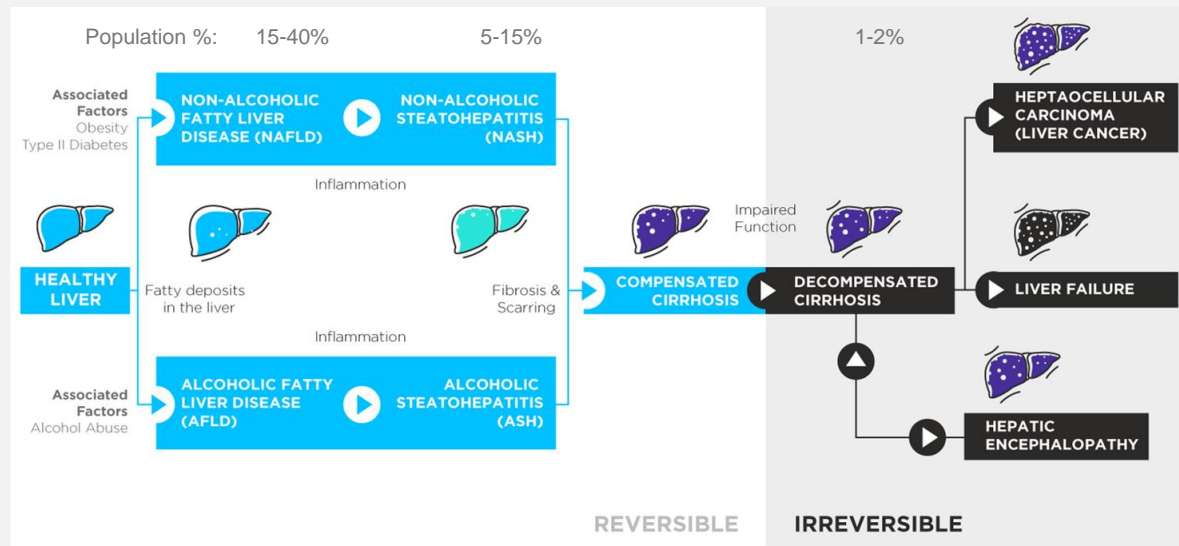 Population %: 15-40% 5-15% 1-2%
Associated
Factors
Obesity
Type II Diabetes
NON-ALCOHOLIC
FATTY LIVER
DISEASE (NAFLD)
NON-ALCOHOLIC
STEATOHEPATITIS
(NASH)
HEPTAOCELLULAR
CARCINOMA
(LIVER CANCER)
Inflammation
HEALTHY
LIVER
Fatty deposits
in the liver
Fibrosis &
Scarring
COMPENSATED
CIRRHOSIS
Impaired
Function
DECOMPENSATED
CIRRHOSIS
LIVER FAILURE
Inflammation
Associated
Factors
Alcohol Abuse
ALCOHOLIC FATTY
LIVER DISEASE
(AFLD)
ALCOHOLIC
STEATOHEPATITIS
(ASH)
HEPATIC
ENCEPHALOPATHY
REVERSIBLE
IRREVERSIBLE